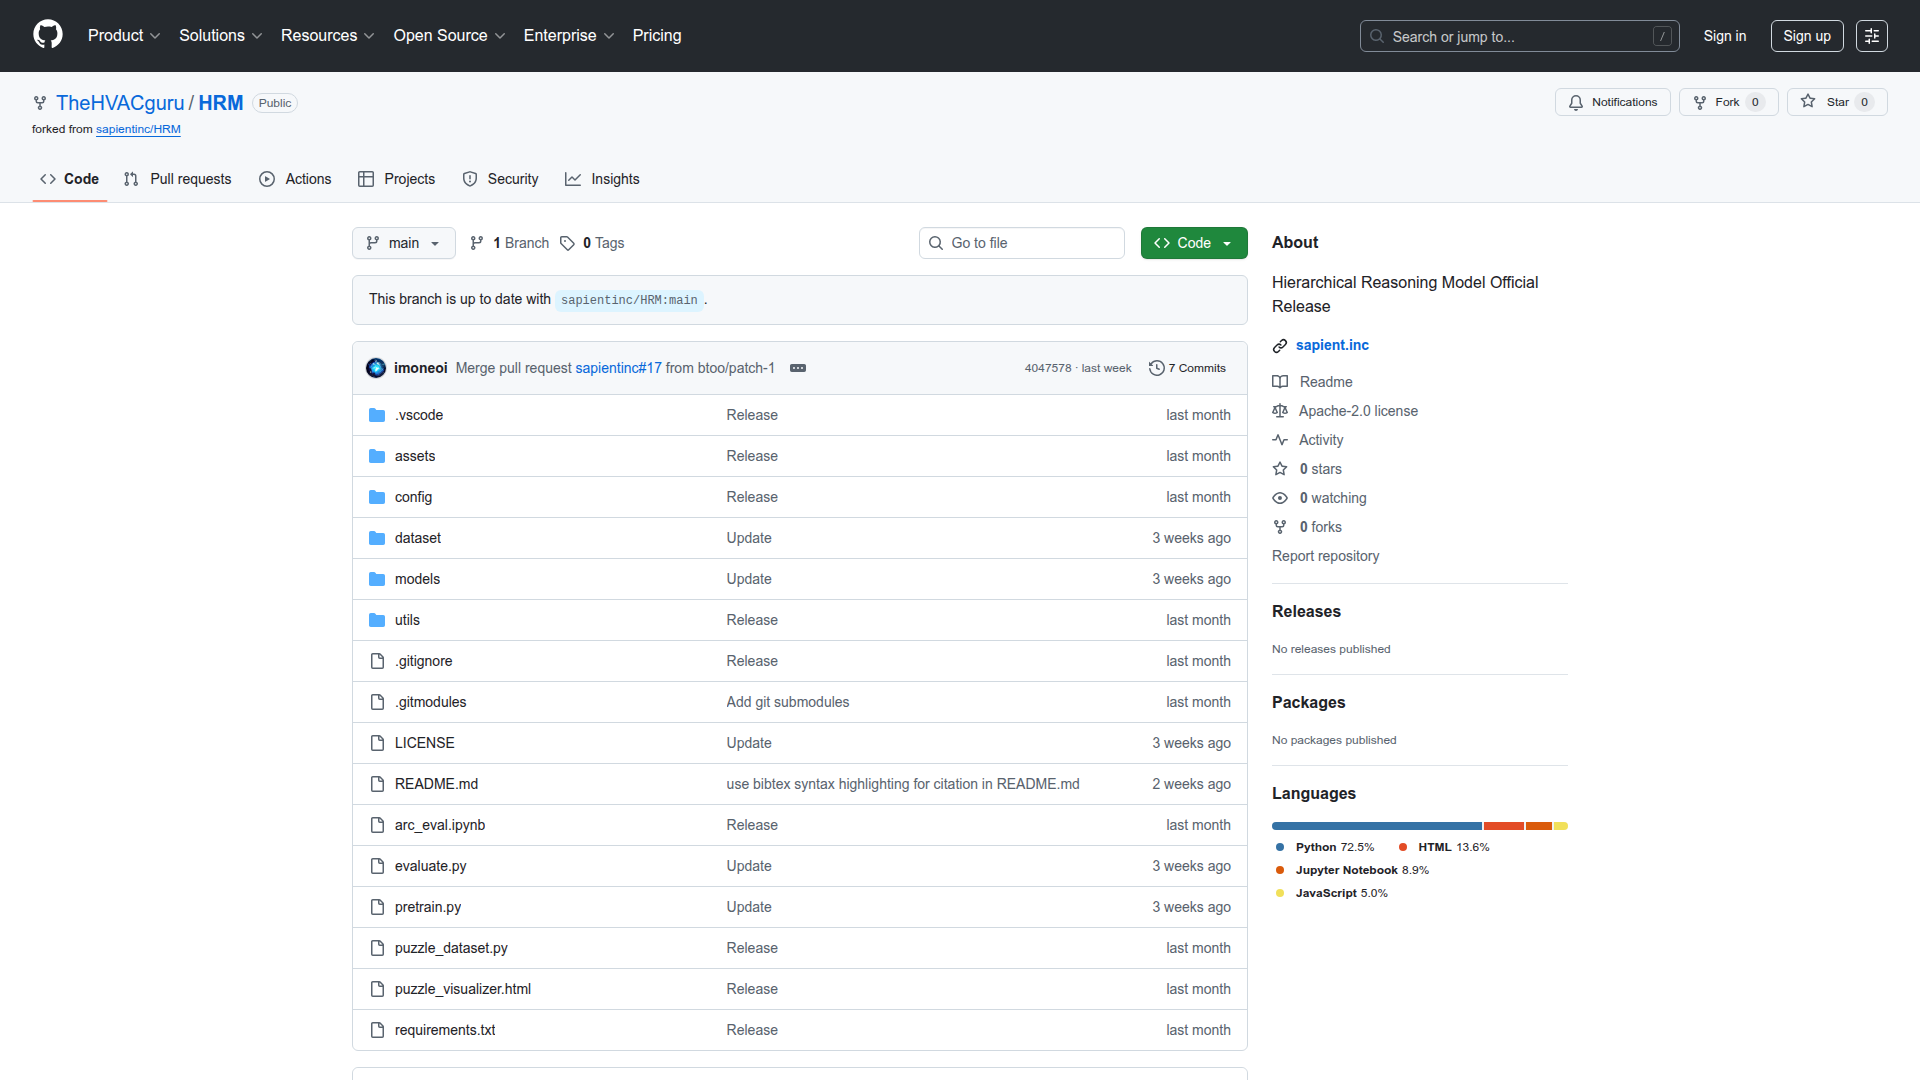 Product Solutions Resources Open Source Enterprise Pricing Search or jump to... / Sign in Sign up
TheHVACguru / HRM Public Notifications Fork 0 Star 0
forked from sapientinc/HRM
Code Pull requests Actions Projects Security Insights
main 1 Branch 0 Tags Go to file Code
This branch is up to date with sapientinc/HRM:main .
imoneoi Merge pull request sapientinc#17 from btoo/patch-1 4047578 · last week 7 Commits
.vscode Release last month
assets Release last month
config Release last month
dataset Update 3 weeks ago
models Update 3 weeks ago
utils Release last month
.gitignore Release last month
.gitmodules Add git submodules last month
LICENSE Update 3 weeks ago
README.md use bibtex syntax highlighting for citation in README.md 2 weeks ago
arc_eval.ipynb Release last month
evaluate.py Update 3 weeks ago
pretrain.py Update 3 weeks ago
puzzle_dataset.py Release last month
puzzle_visualizer.html Release last month
requirements.txt Release last month
About
Hierarchical Reasoning Model Official
Release
sapient.inc
Readme
Apache-2.0 license
Activity
0 stars
0 watching
0 forks
Report repository
Releases
No releases published
Packages
No packages published
Languages
Python 72.5% HTML 13.6%
Jupyter Notebook 8.9%
JavaScript 5.0%